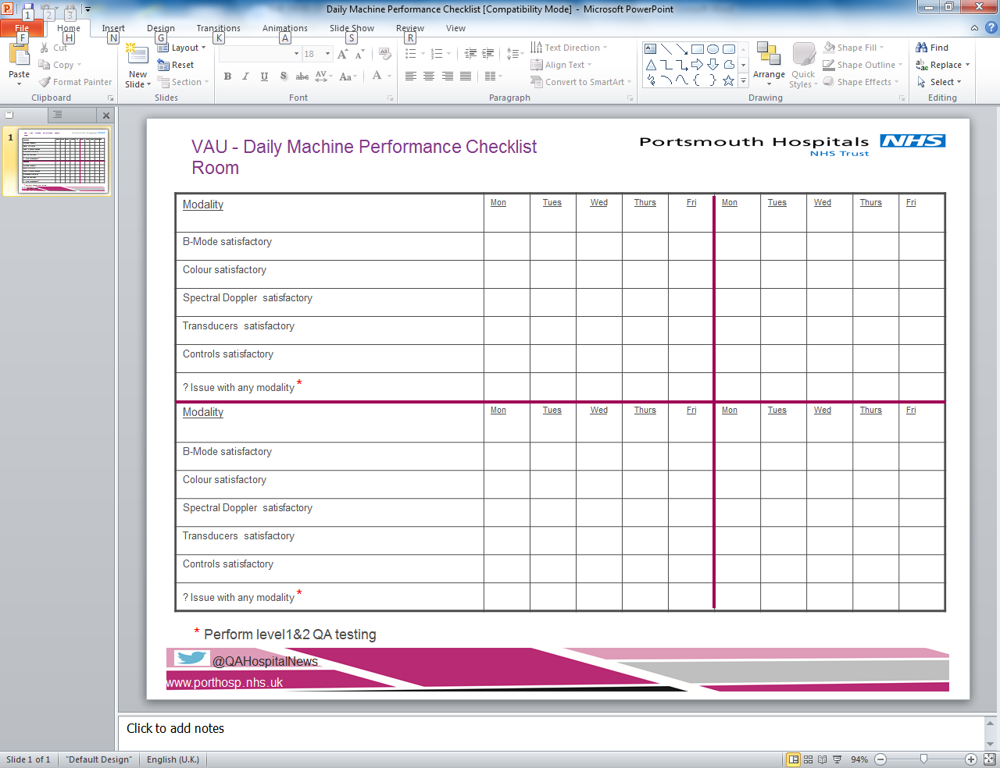 Daily Machine Performance Checklist [Compatibility Mode] - Microsoft PowerPoint
1 2 3
File Home Insert Design Transitions Animations Slide Show Review View
F H N G K A S R
Paste
Cut
Copy
Format Painter
Clipboard
New Slide
Layout
Reset
Section
Slides
18
B I U S abc AV Aa A
Font
Text Direction
Align Text
Convert to SmartArt
Paragraph
Arrange
Quick Styles
Shape Fill
Shape Outline
Shape Effects
Drawing
Find
Replace
Select
Editing
1
VAU - Daily Machine Performance Checklist
Room
Portsmouth Hospitals NHS
NHS Trust
Modality Mon Tues Wed Thurs Fri Mon Tues Wed Thurs Fri
B-Mode satisfactory
Colour satisfactory
Spectral Doppler satisfactory
Transducers satisfactory
Controls satisfactory
? Issue with any modality *
Modality Mon Tues Wed Thurs Fri Mon Tues Wed Thurs Fri
B-Mode satisfactory
Colour satisfactory
Spectral Doppler satisfactory
Transducers satisfactory
Controls satisfactory
? Issue with any modality *
* Perform level1&2 QA testing
@QAHospitalNews
www.porthosp.nhs.uk
Click to add notes
Slide 1 of 1 "Default Design" English (U.K.) 94%